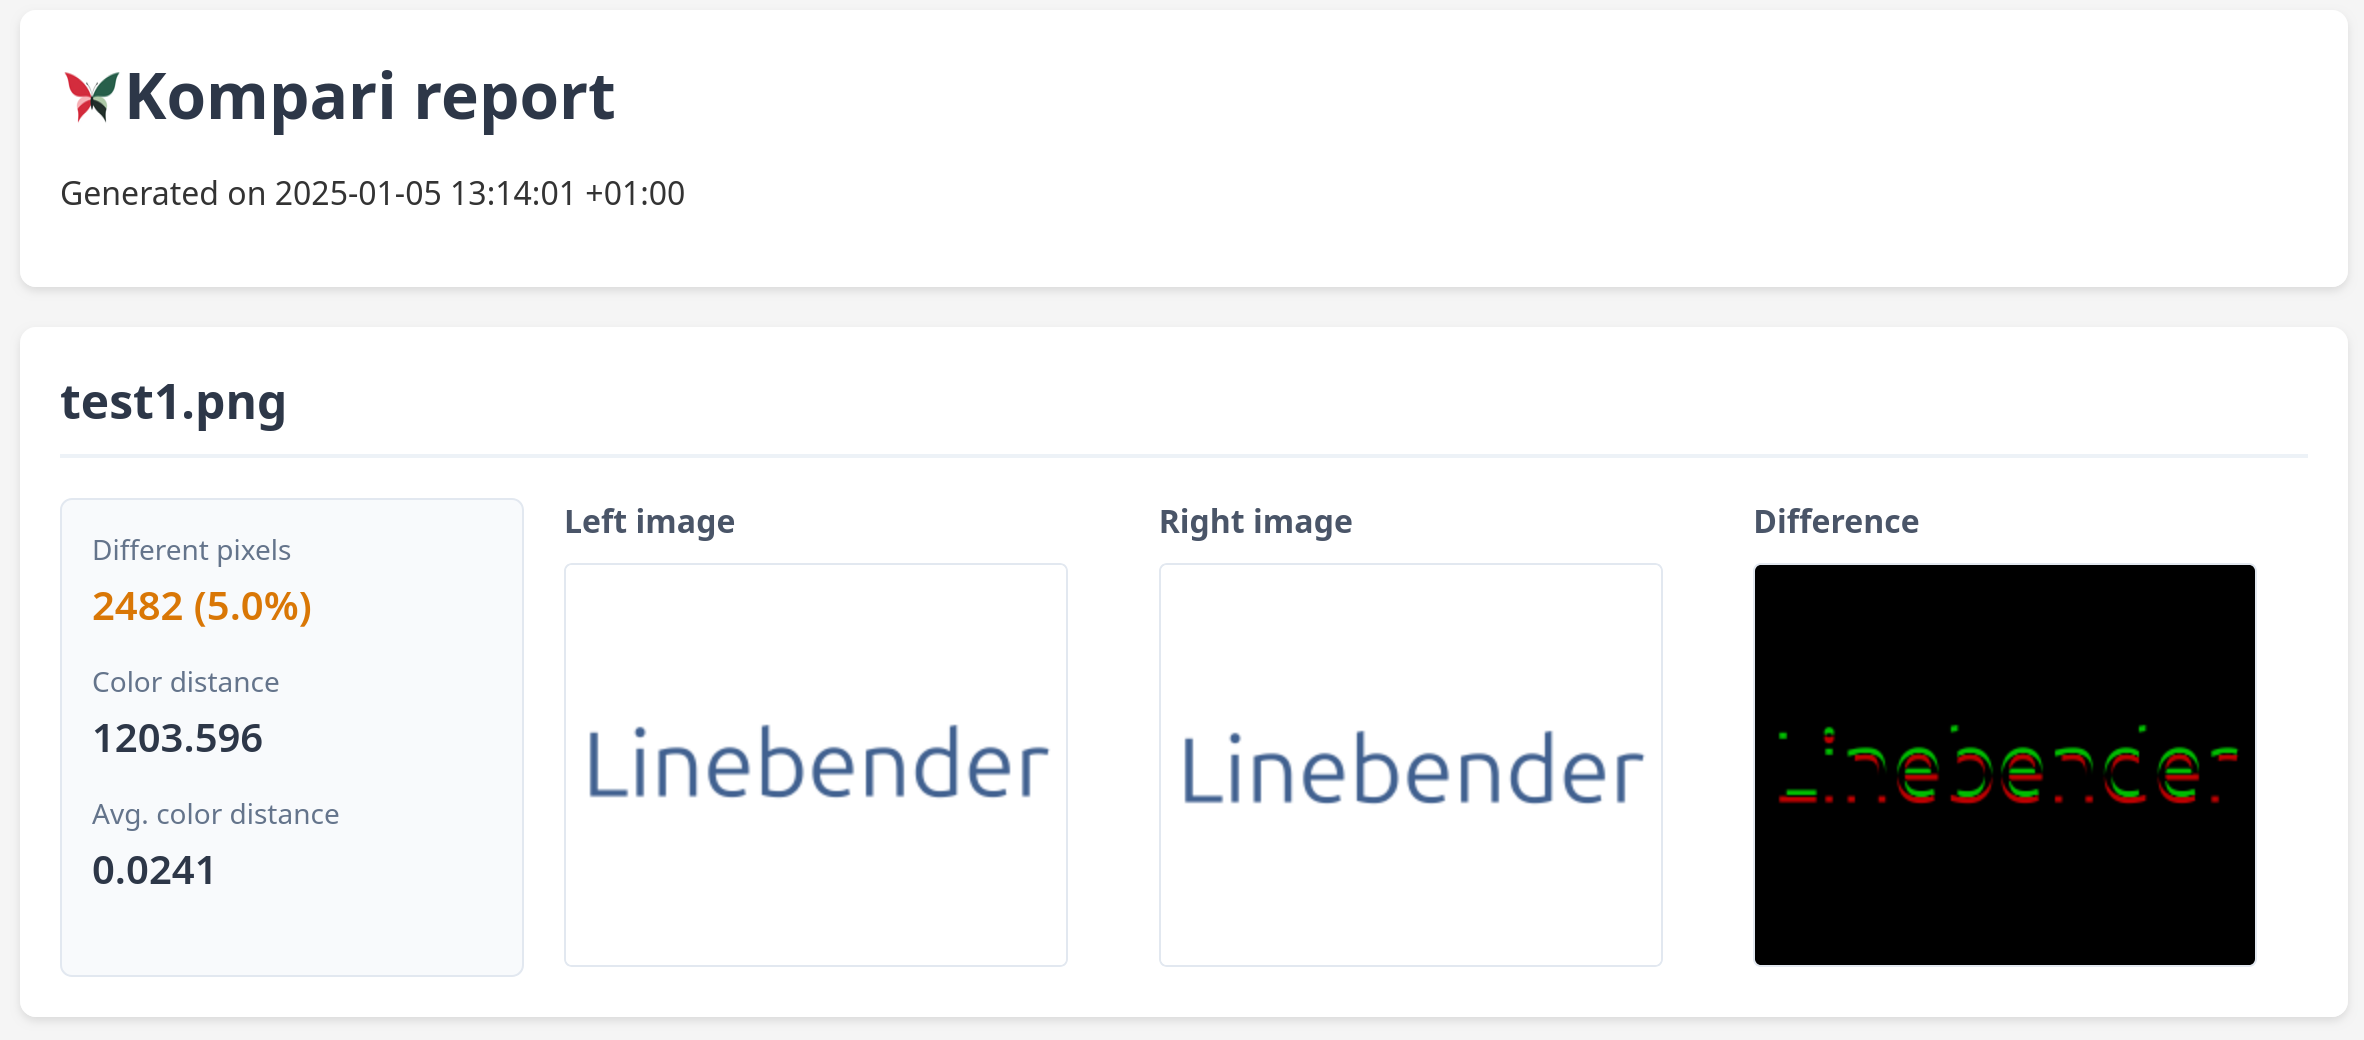 Kompari report
Generated on 2025-01-05 13:14:01 +01:00
test1.png
Different pixels
2482 (5.0%)
Color distance
1203.596
Avg. color distance
0.0241
Left image
Linebender
Right image
Linebender
Difference
Linebender